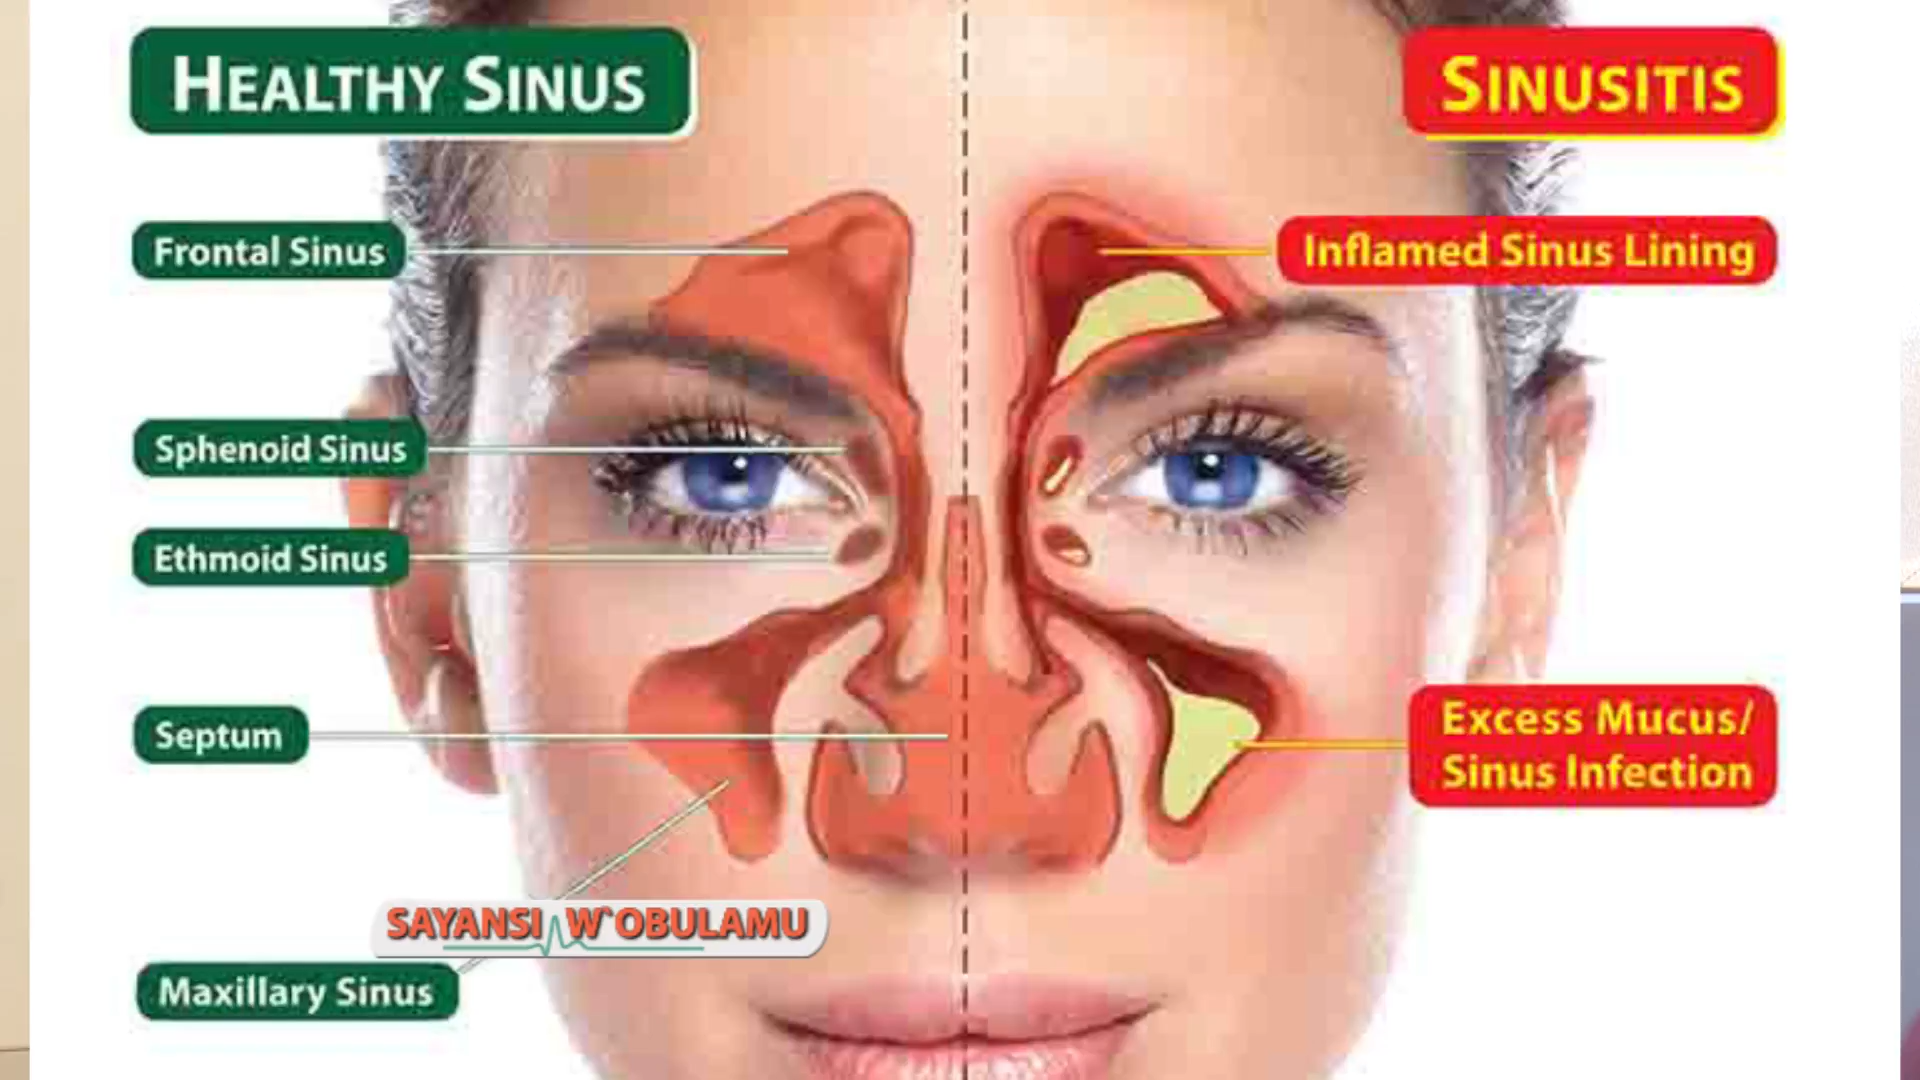 HEALTHY SINUS
SINUSITIS
Frontal Sinus
Inflamed Sinus Lining
Sphenoid Sinus
Ethmoid Sinus
Septum
Excess Mucus/
Sinus Infection
SAYANSI W`OBULAMU
Maxillary Sinus